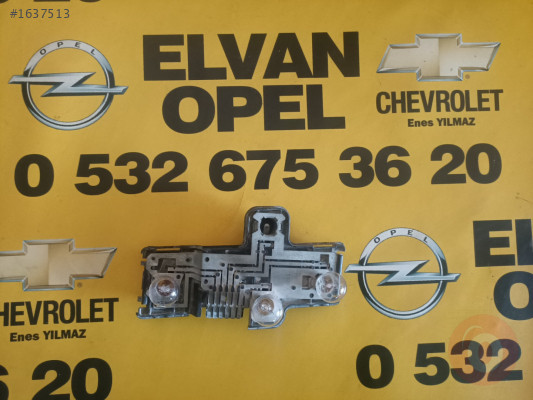 #1637513
OPEL
ELVAN
OPEL
CHEVROLET
Enes YILMAZ
0 532 675 36 20
CHEVROLET
Enes YILMAZ
OPEL
0 532